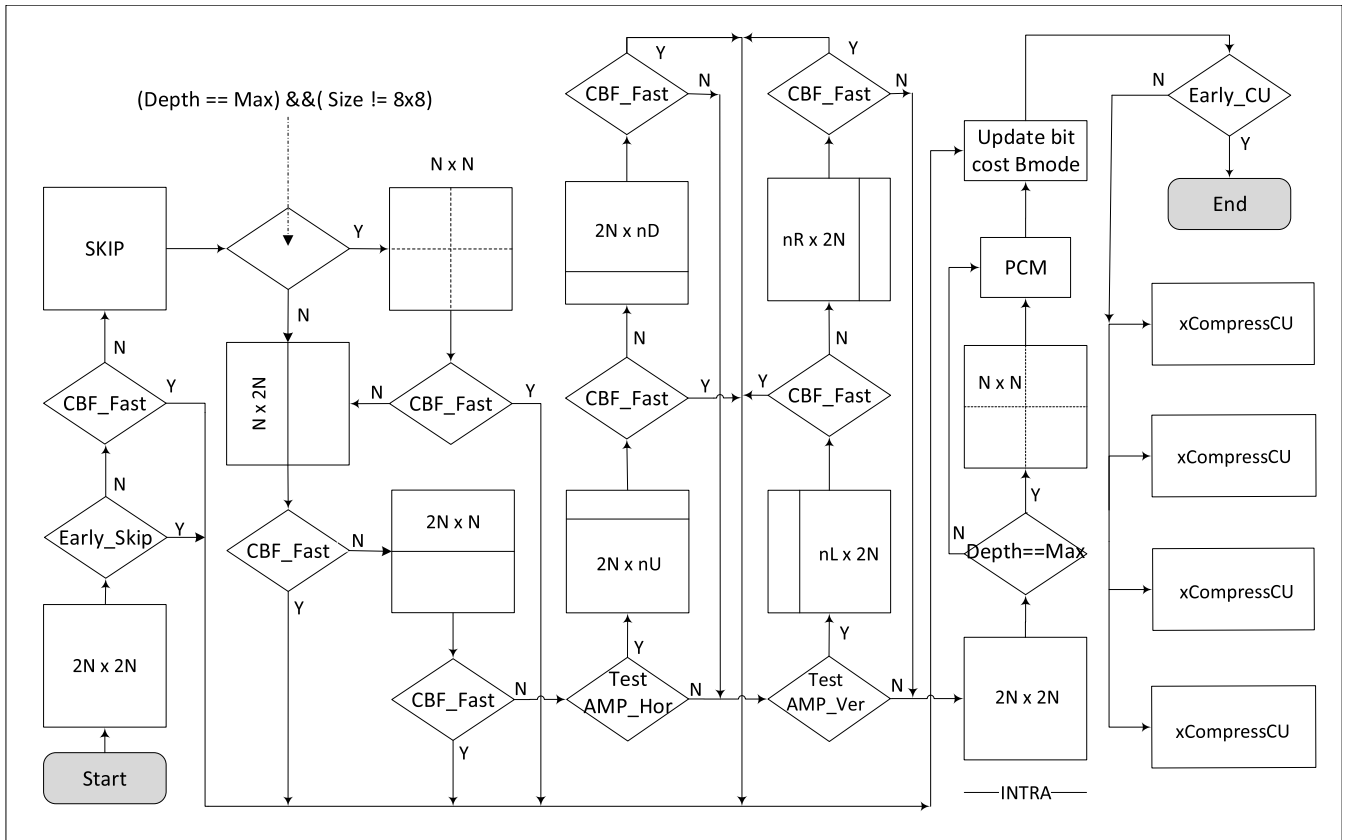 (Depth == Max) &&( Size != 8x8)
SKIP
Y
N
N x N
N
CBF_Fast
Y
N
Early_Skip
Y
2N x 2N
Start
N x 2N
N
CBF_Fast
Y
CBF_Fast
N
Y
2N x N
CBF_Fast
N
Y
CBF_Fast
Y
N
2N x nD
N
CBF_Fast
Y
2N x nU
Y
Test
AMP_Hor
N
CBF_Fast
Y
N
nR x 2N
N
Y
CBF_Fast
nL x 2N
Y
Test
AMP_Ver
N
Update bit
cost Bmode
PCM
N x N
Y
N
Depth==Max
2N x 2N
INTRA
N
Early_CU
Y
End
xCompressCU
xCompressCU
xCompressCU
xCompressCU